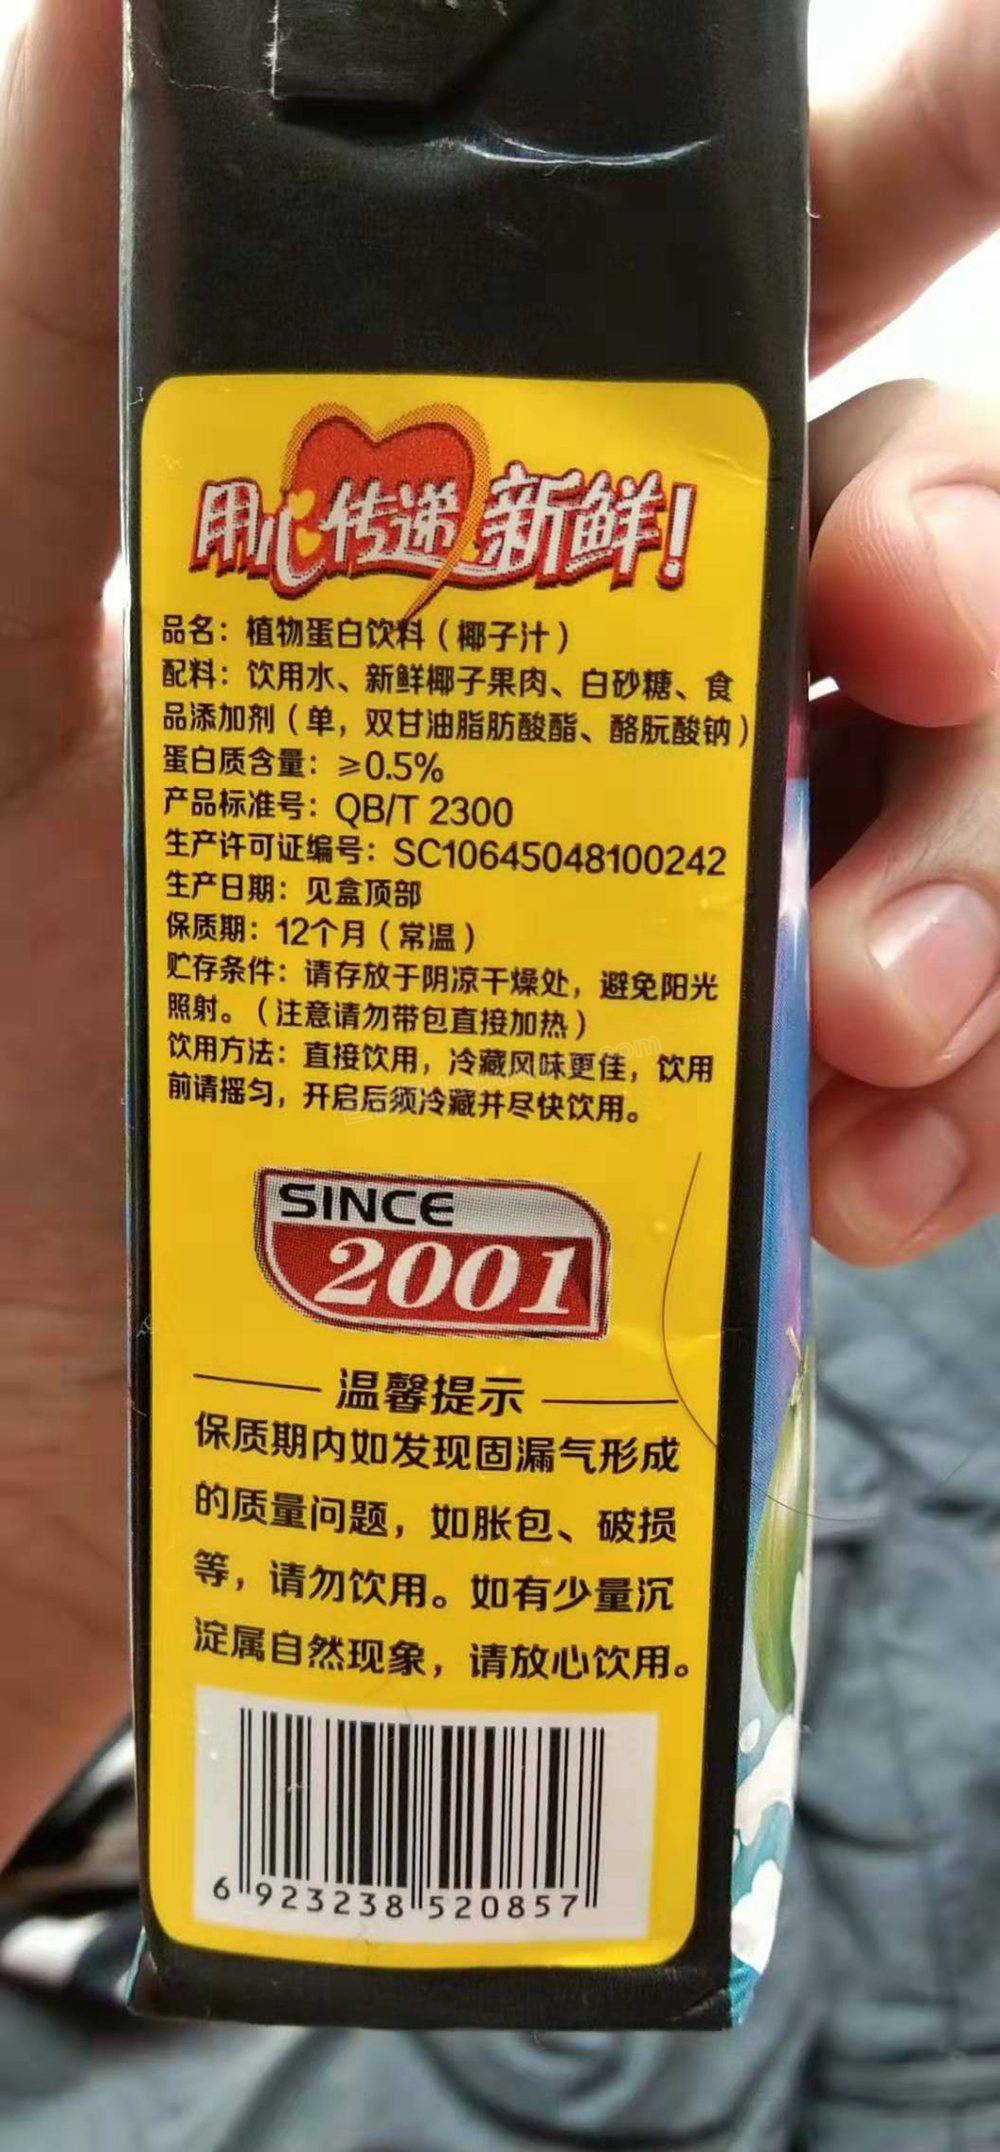 用心传递新鲜!
品名：植物蛋白饮料（椰子汁）
配料：饮用水、新鲜椰子果肉、白砂糖、食
品添加剂（单，双甘油脂肪酸酯、酪朊酸钠）
蛋白质含量：≥0.5%
产品标准号：QB/T 2300
生产许可证编号：SC10645048100242
生产日期：见盒顶部
保质期：12个月（常温）
贮存条件：请存放于阴凉干燥处，避免阳光
照射。（注意请勿带包直接加热）
饮用方法：直接饮用，冷藏风味更佳，饮用
前请摇匀，开启后须冷藏并尽快饮用。
SINCE
2001
温馨提示
保质期内如发现固漏气形成
的质量问题，如胀包、破损
等，请勿饮用。如有少量沉
淀属自然现象，请放心饮用。
6 923238 520857